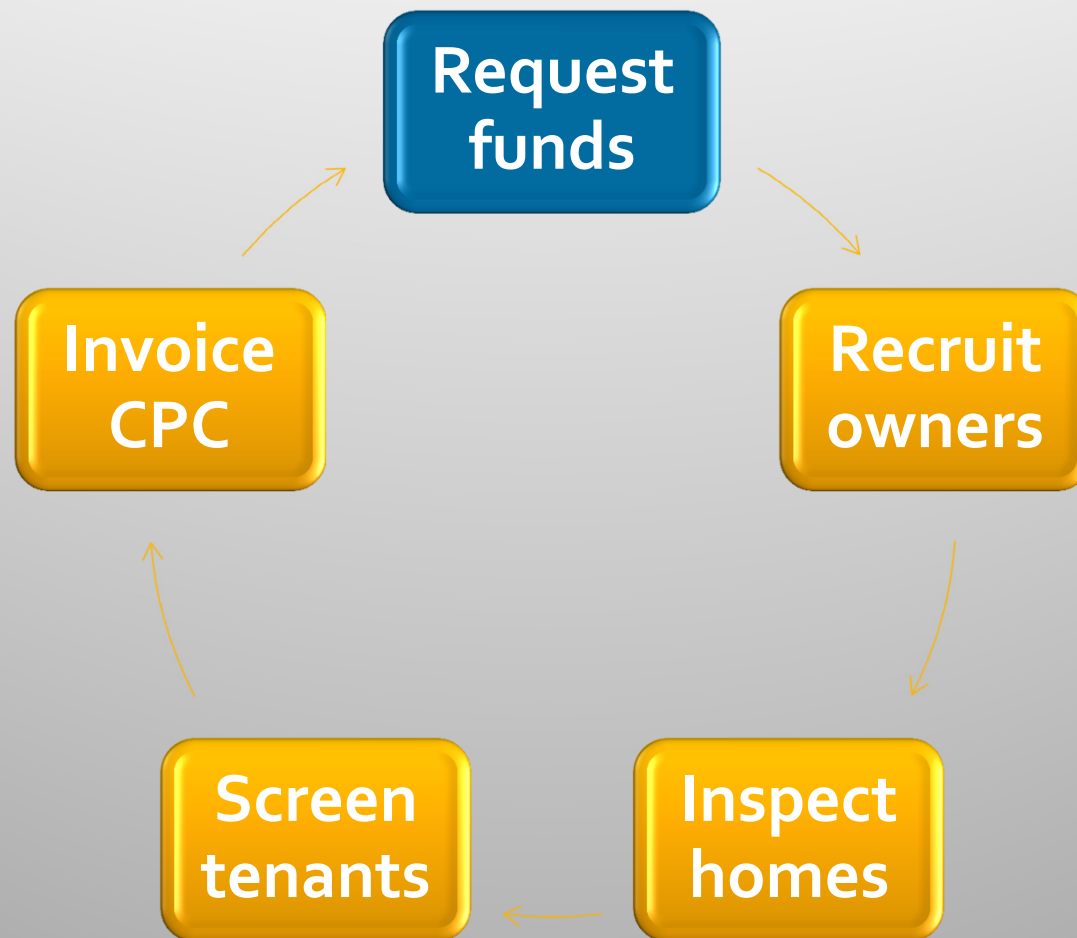 Request
funds
Recruit
owners
Inspect
homes
Screen
tenants
Invoice
CPC